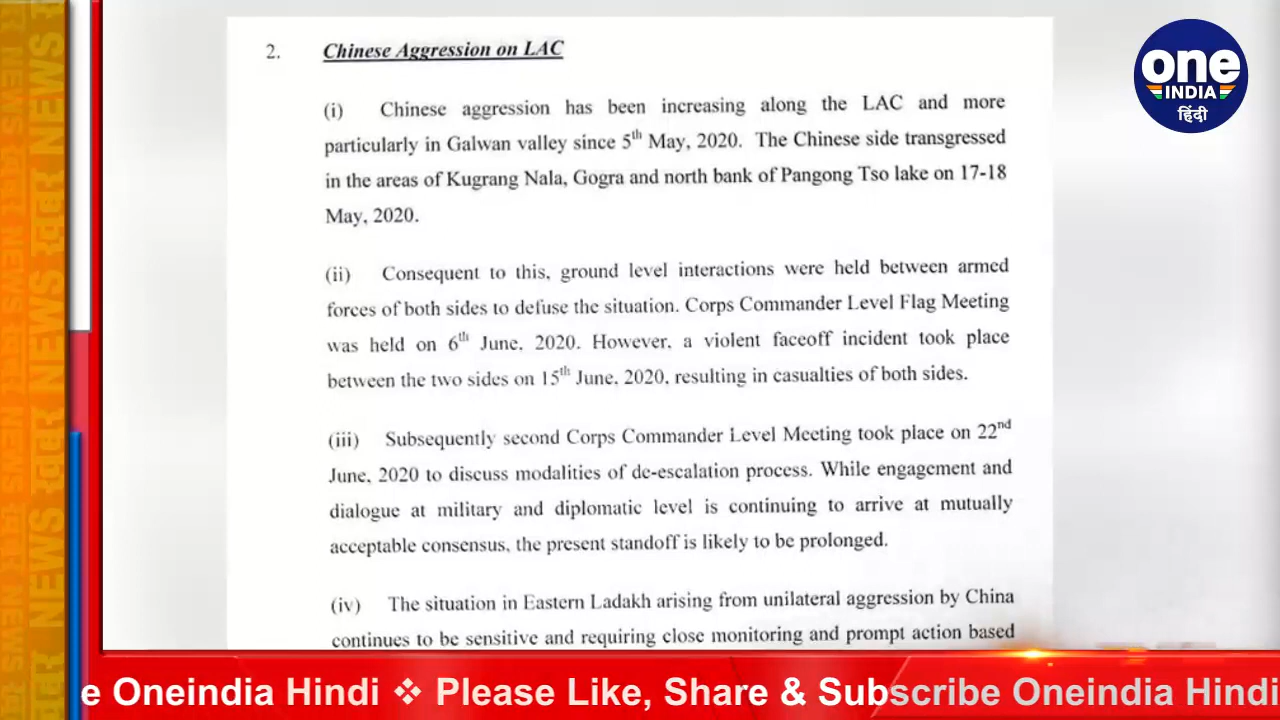 2. Chinese Aggression on LAC
(i) Chinese aggression has been increasing along the LAC and more
particularly in Galwan valley since 5th May, 2020. The Chinese side transgressed
in the areas of Kugrang Nala, Gogra and north bank of Pangong Tso lake on 17-18
May, 2020.
(ii) Consequent to this, ground level interactions were held between armed
forces of both sides to defuse the situation. Corps Commander Level Flag Meeting
was held on 6th June, 2020. However, a violent faceoff incident took place
between the two sides on 15th June, 2020, resulting in casualties of both sides.
(iii) Subsequently second Corps Commander Level Meeting took place on 22nd
June, 2020 to discuss modalities of de-escalation process. While engagement and
dialogue at military and diplomatic level is continuing to arrive at mutually
acceptable consensus, the present standoff is likely to be prolonged.
(iv) The situation in Eastern Ladakh arising from unilateral aggression by China
continues to be sensitive and requiring close monitoring and prompt action based
one
INDIA
हिंदी
e Oneindia Hindi ❖ Please Like, Share & Subscribe Oneindia Hindi
NEWS खबर NEWS खबर NEWS